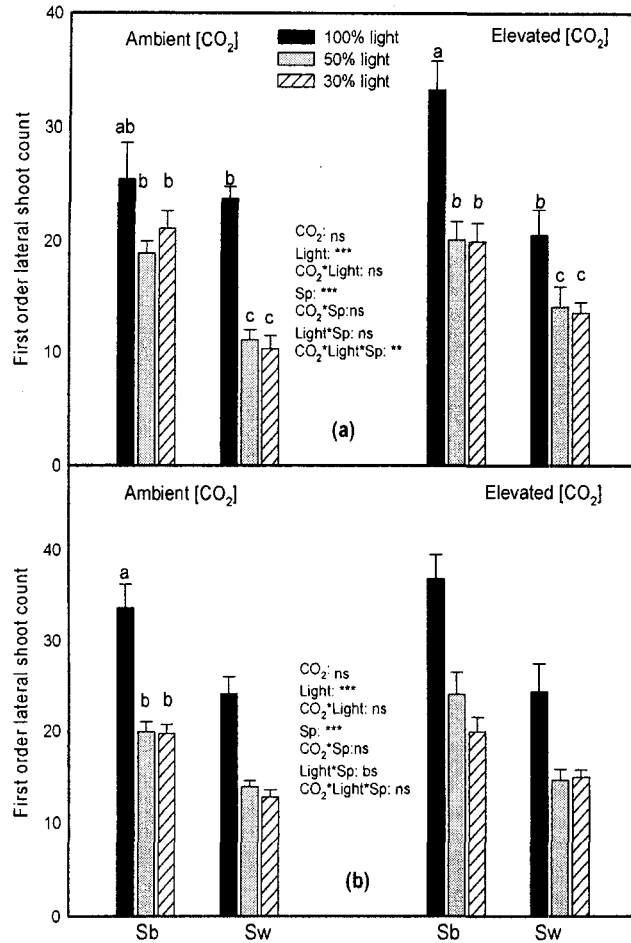 40
Ambient [CO2]
100% light
50% light
30% light
Elevated [CO2]
a
30
ab
b
b
b
b
b
b
20
CO2: ns
Light: ***
CO2*Light: ns
Sp: ***
CO2*Sp:ns
Light*Sp: ns
CO2*Light*Sp: **
c
c
c
c
10
(a)
0
First order lateral shoot count
Ambient [CO2]
Elevated [CO2]
40
a
30
b
b
CO2: ns
Light: ***
CO2*Light: ns
Sp: ***
CO2*Sp:ns
Light*Sp: bs
CO2*Light*Sp: ns
20
10
(b)
0
First order lateral shoot count
Sb
Sw
Sb
Sw